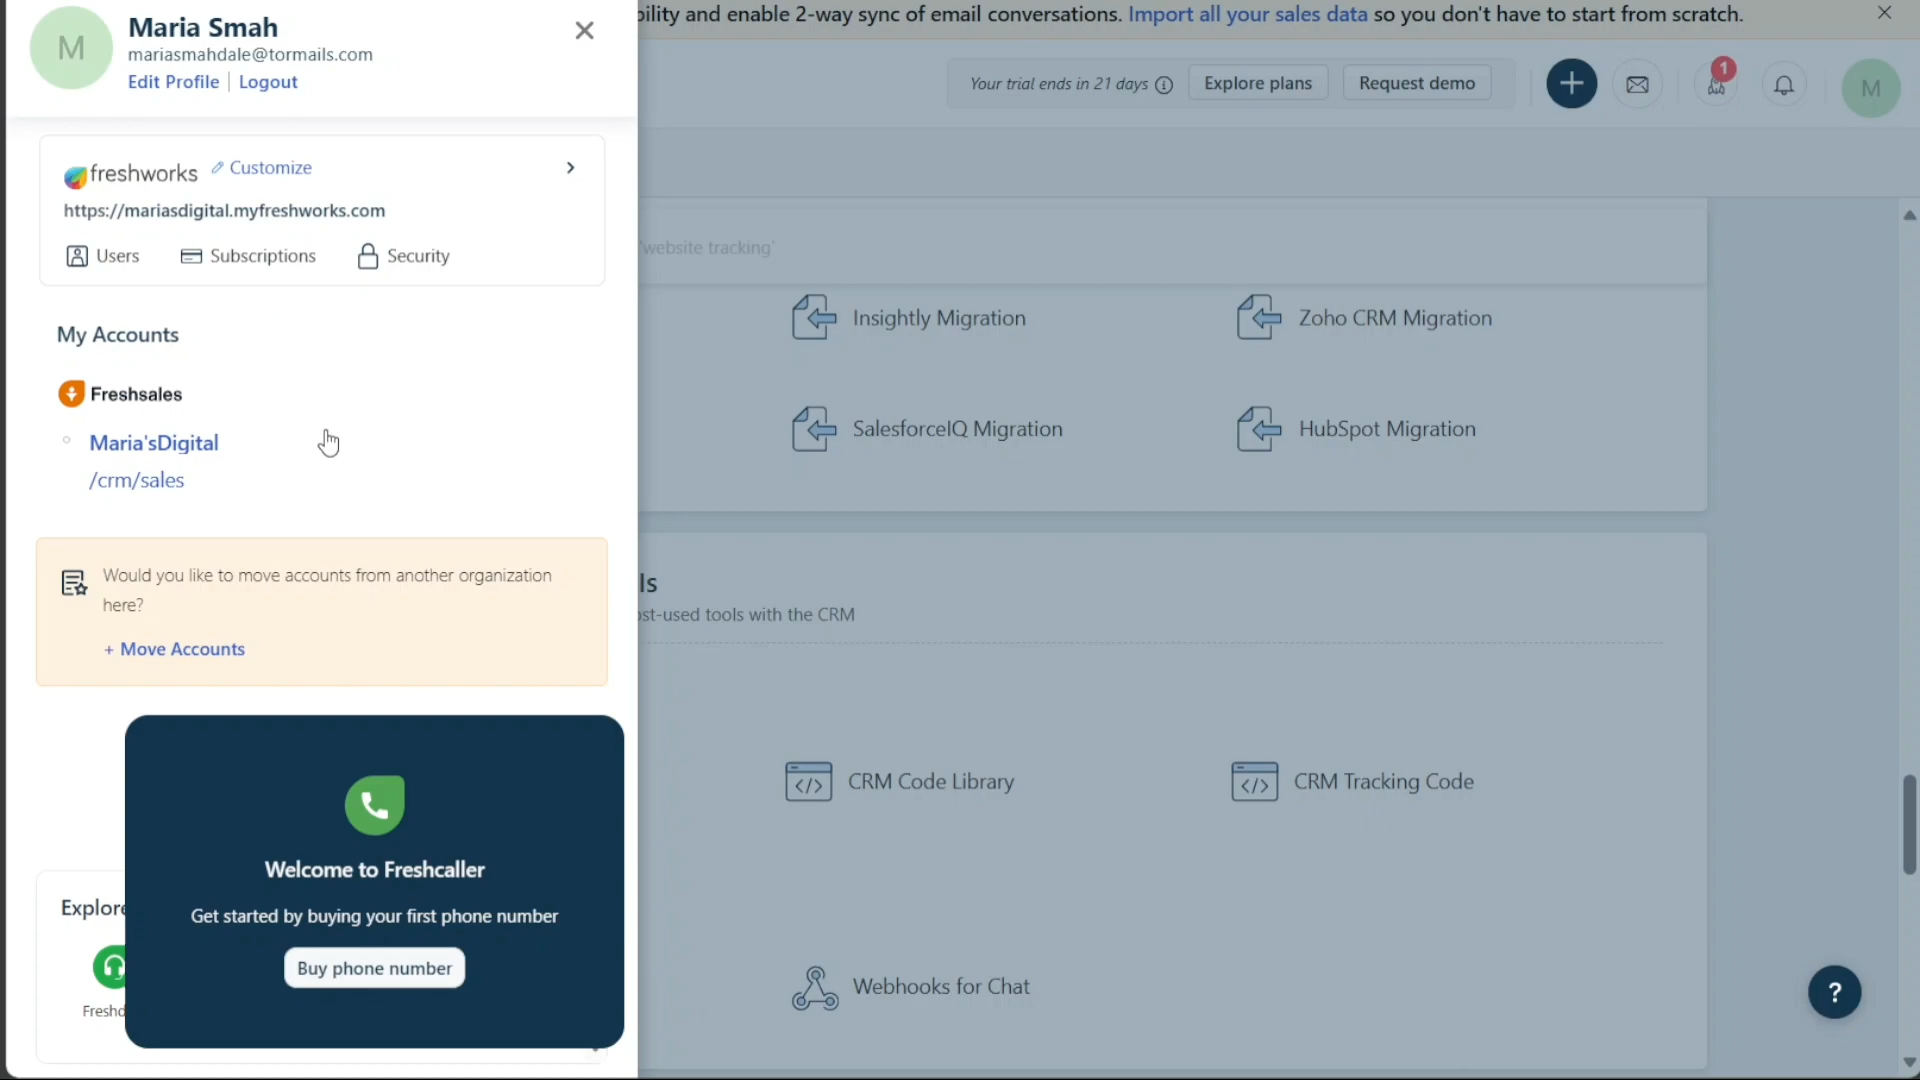 Maria Smah
M
mariasmahdale@tormails.com
Edit Profile
Logout
bility and enable 2-way sync of email conversations. Import all your sales data so you don't have to start from scratch.
Your trial ends in 21 days
Explore plans
Request demo
1
M
freshworks
Customize
https://mariasdigital.myfreshworks.com
Users
Subscriptions
Security
'website tracking'
My Accounts
Insightly Migration
Zoho CRM Migration
Freshsales
Maria'sDigital
/crm/sales
SalesforceIQ Migration
HubSpot Migration
Would you like to move accounts from another organization
here?
+ Move Accounts
ls
ost-used tools with the CRM
CRM Code Library
CRM Tracking Code
Welcome to Freshcaller
Get started by buying your first phone number
Buy phone number
Explore
Freshd
Webhooks for Chat
?